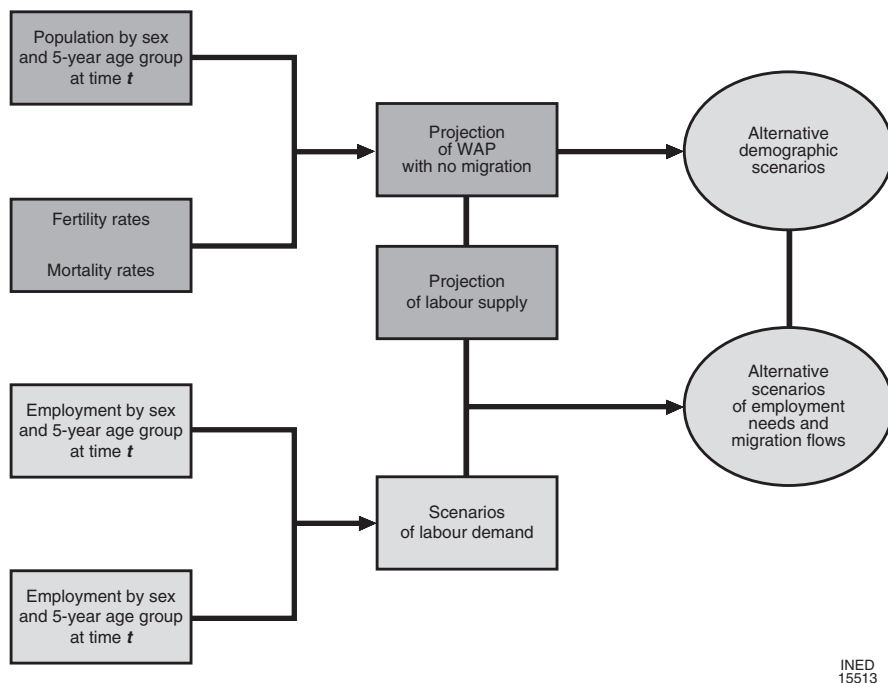 Population by sex
and 5-year age group
at time t
Fertility rates
Mortality rates
Projection
of WAP
with no migration
Alternative
demographic
scenarios
Projection
of labour supply
Employment by sex
and 5-year age group
at time t
Alternative
scenarios
of employment
needs and
migration flows
Scenarios
of labour demand
Employment by sex
and 5-year age group
at time t
INED
15513